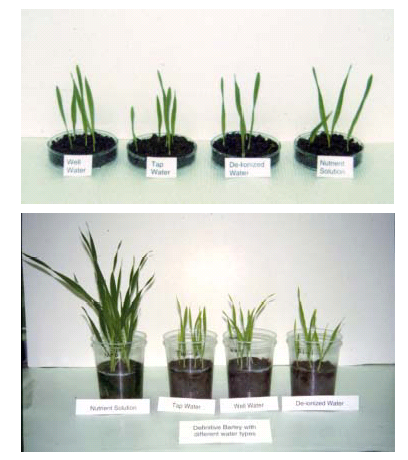 Well
Water
Tap
Water
De-Ionized
Water
Nutrient
Solution
Nutrient Solution
Tap Water
Well Water
De-ionized Water
Definitive Barley with
different water types